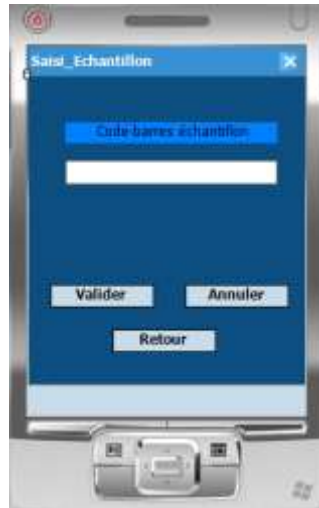 Saisi_Echantillon
Code-barres échantillon
Valider
Annuler
Retour